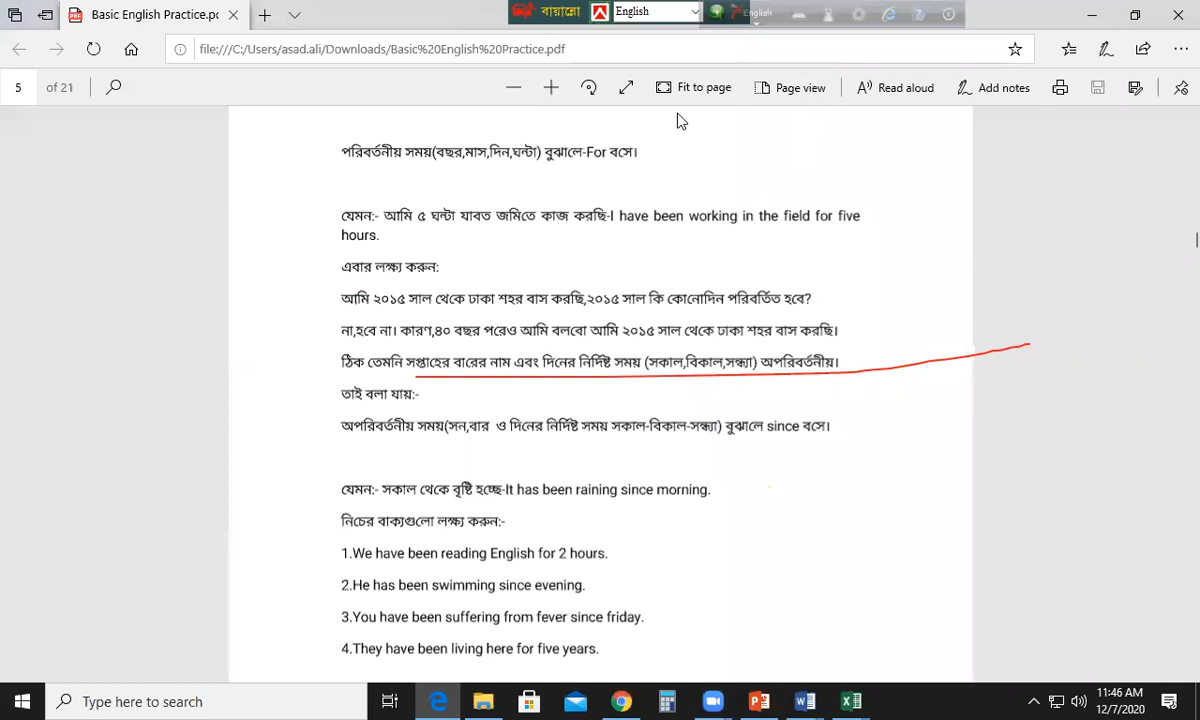 Basic English Practice.pd
বায়ান্নো
English
English
file:///C:/Users/asad.ali/Downloads/Basic%20English%20Practice.pdf
5 of 21 Fit to page Page view Read aloud Add notes
পরিবর্তনীয় সময়(বছর,মাস,দিন,ঘন্টা) বুঝালে-For বসে।
যেমন:- আমি ৫ ঘন্টা যাবত জমিতে কাজ করছি-I have been working in the field for five
hours.
এবার লক্ষ্য করুন:
আমি ২০১৫ সাল থেকে ঢাকা শহর বাস করছি,২০১৫ সাল কি কোনোদিন পরিবর্তিত হবে?
না,হবে না। কারণ,৪০ বছর পরেও আমি বলবো আমি ২০১৫ সাল থেকে ঢাকা শহর বাস করছি।
ঠিক তেমনি সপ্তাহের বারের নাম এবং দিনের নির্দিষ্ট সময় (সকাল,বিকাল,সন্ধ্যা) অপরিবর্তনীয়।
তাই বলা যায়:-
অপরিবর্তনীয় সময়(সন,বার ও দিনের নির্দিষ্ট সময় সকাল-বিকাল-সন্ধ্যা) বুঝালে since বসে।
যেমন:- সকাল থেকে বৃষ্টি হচ্ছে-It has been raining since morning.
নিচের বাক্যগুলো লক্ষ্য করুন:-
1.We have been reading English for 2 hours.
2.He has been swimming since evening.
3.You have been suffering from fever since friday.
4.They have been living here for five years.
Type here to search
11:46 AM
12/7/2020